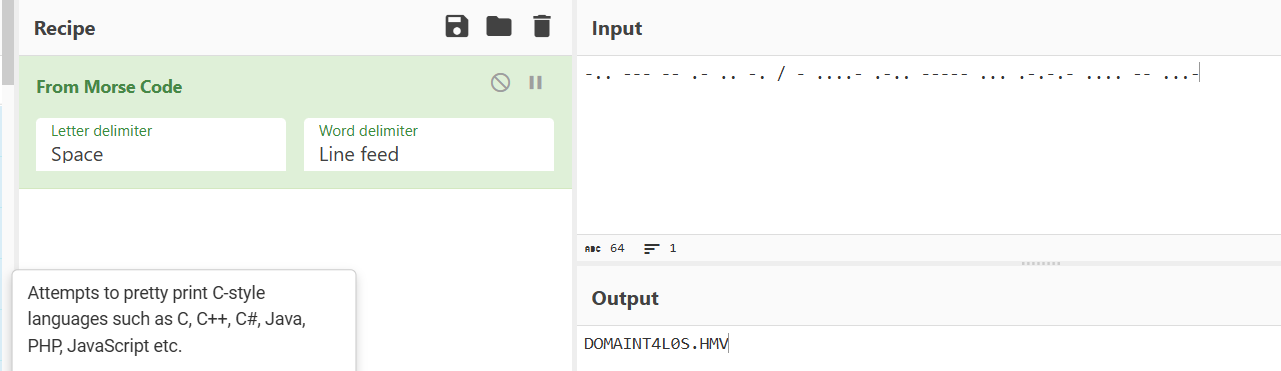 Recipe
From Morse Code
Letter delimiter
Space
Word delimiter
Line feed
Attempts to pretty print C-style
languages such as C, C++, C#, Java,
PHP, JavaScript etc.
Input
-.. --- -- .- .. -. / - ....- .-.. ----- ... .-.-.- .... -- ...-
ABC 64 1
Output
DOMAINT4L0S.HMV